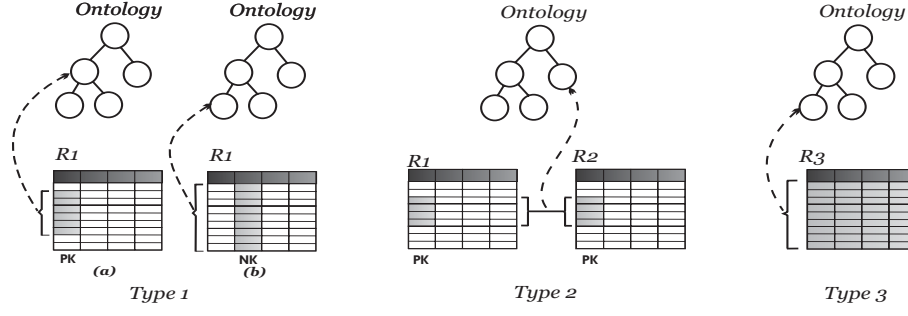 Ontology
Ontology
Ontology
Ontology
R1
R1
R1
R2
R3
PK
NK
PK
PK
(a)
(b)
Type 1
Type 2
Type 3